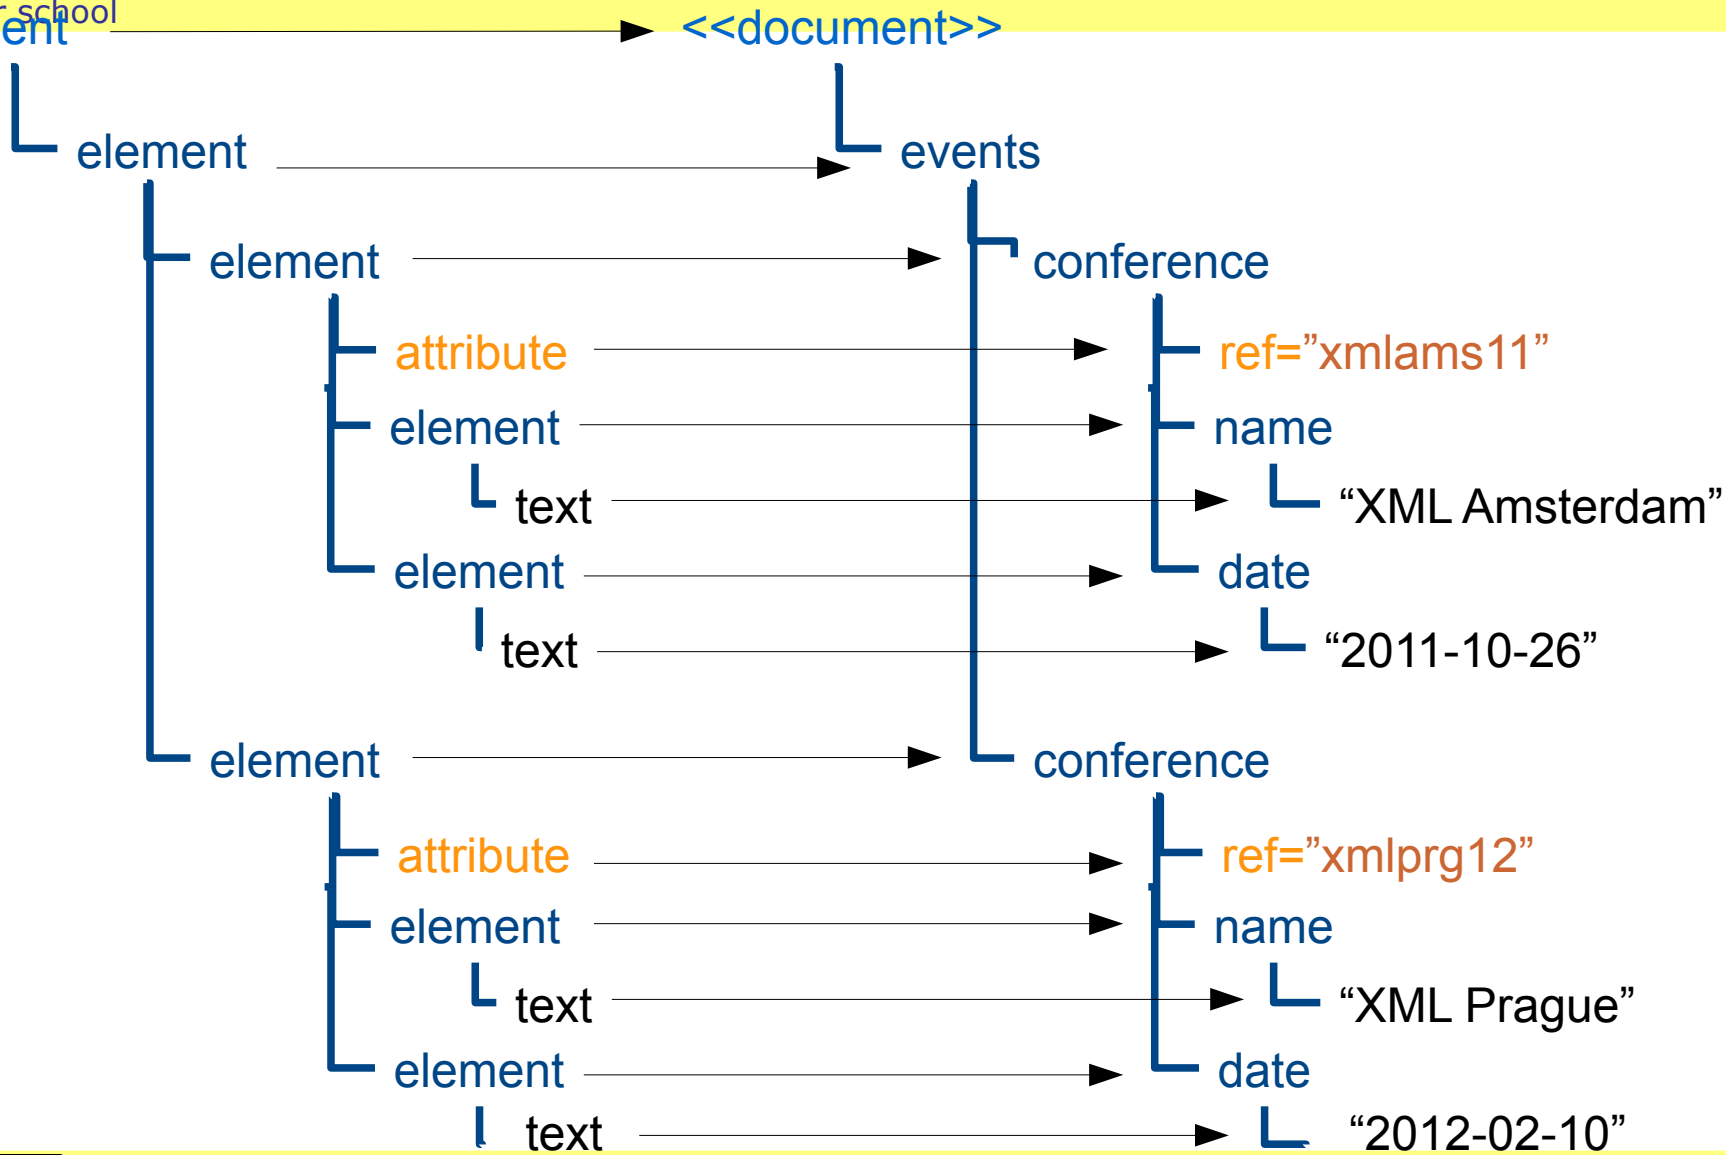 school
<<document>>
element events
element conference
attribute ref=”xmlams11”
element name
text “XML Amsterdam”
element date
text “2011-10-26”
element conference
attribute ref=”xmlprg12”
element name
text “XML Prague”
element date
text “2012-02-10”